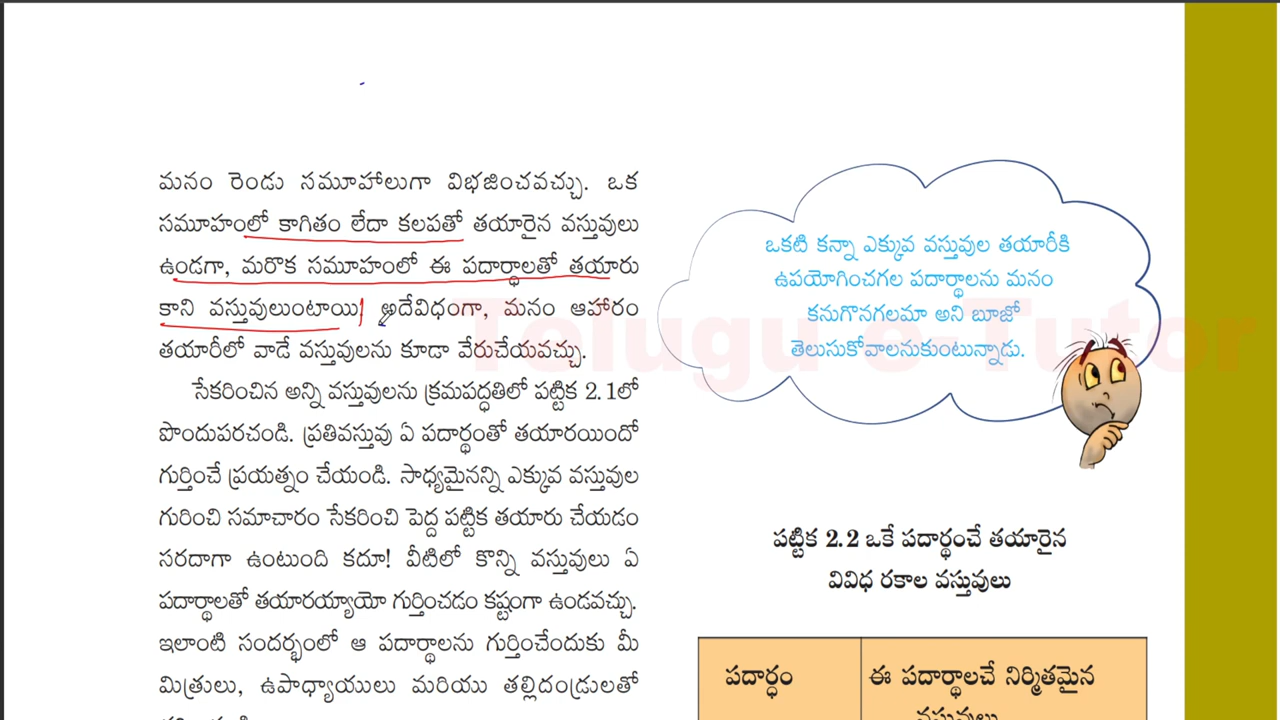 మనం రెండు సమూహాలుగా విభజించవచ్చు. ఒక
సమూహంలో కాగితం లేదా కలపతో తయారైన వస్తువులు
ఉండగా, మరొక సమూహంలో ఈ పదార్థాలతో తయారు
కాని వస్తువులుంటాయి. అదేవిధంగా, మనం ఆహారం
తయారీలో వాడే వస్తువులను కూడా వేరుచేయవచ్చు.
సేకరించిన అన్ని వస్తువులను క్రమపద్ధతిలో పట్టిక 2.1లో
పొందుపరచండి. ప్రతివస్తువు ఏ పదార్థంతో తయారయిందో
గుర్తించే ప్రయత్నం చేయండి. సాధ్యమైనన్ని ఎక్కువ వస్తువుల
గురించి సమాచారం సేకరించి పెద్ద పట్టిక తయారు చేయడం
సరదాగా ఉంటుంది కదూ! వీటిలో కొన్ని వస్తువులు ఏ
పదార్థాలతో తయారయ్యాయో గుర్తించడం కష్టంగా ఉండవచ్చు.
ఇలాంటి సందర్భంలో ఆ పదార్థాలను గుర్తించేందుకు మీ
మిత్రులు, ఉపాధ్యాయులు మరియు తల్లిదండ్రులతో
ఒకటి కన్నా ఎక్కువ వస్తువుల తయారీకి
ఉపయోగించగల పదార్థాలను మనం
కనుగొనగలమా అని బూజో
తెలుసుకోవాలనుకుంటున్నాడు.
పట్టిక 2.2 ఒకే పదార్థంచే తయారైన
వివిధ రకాల వస్తువులు
పదార్థం
ఈ పదార్థాలచే నిర్మితమైన
వస్తువులు
Telugu e-Tutor